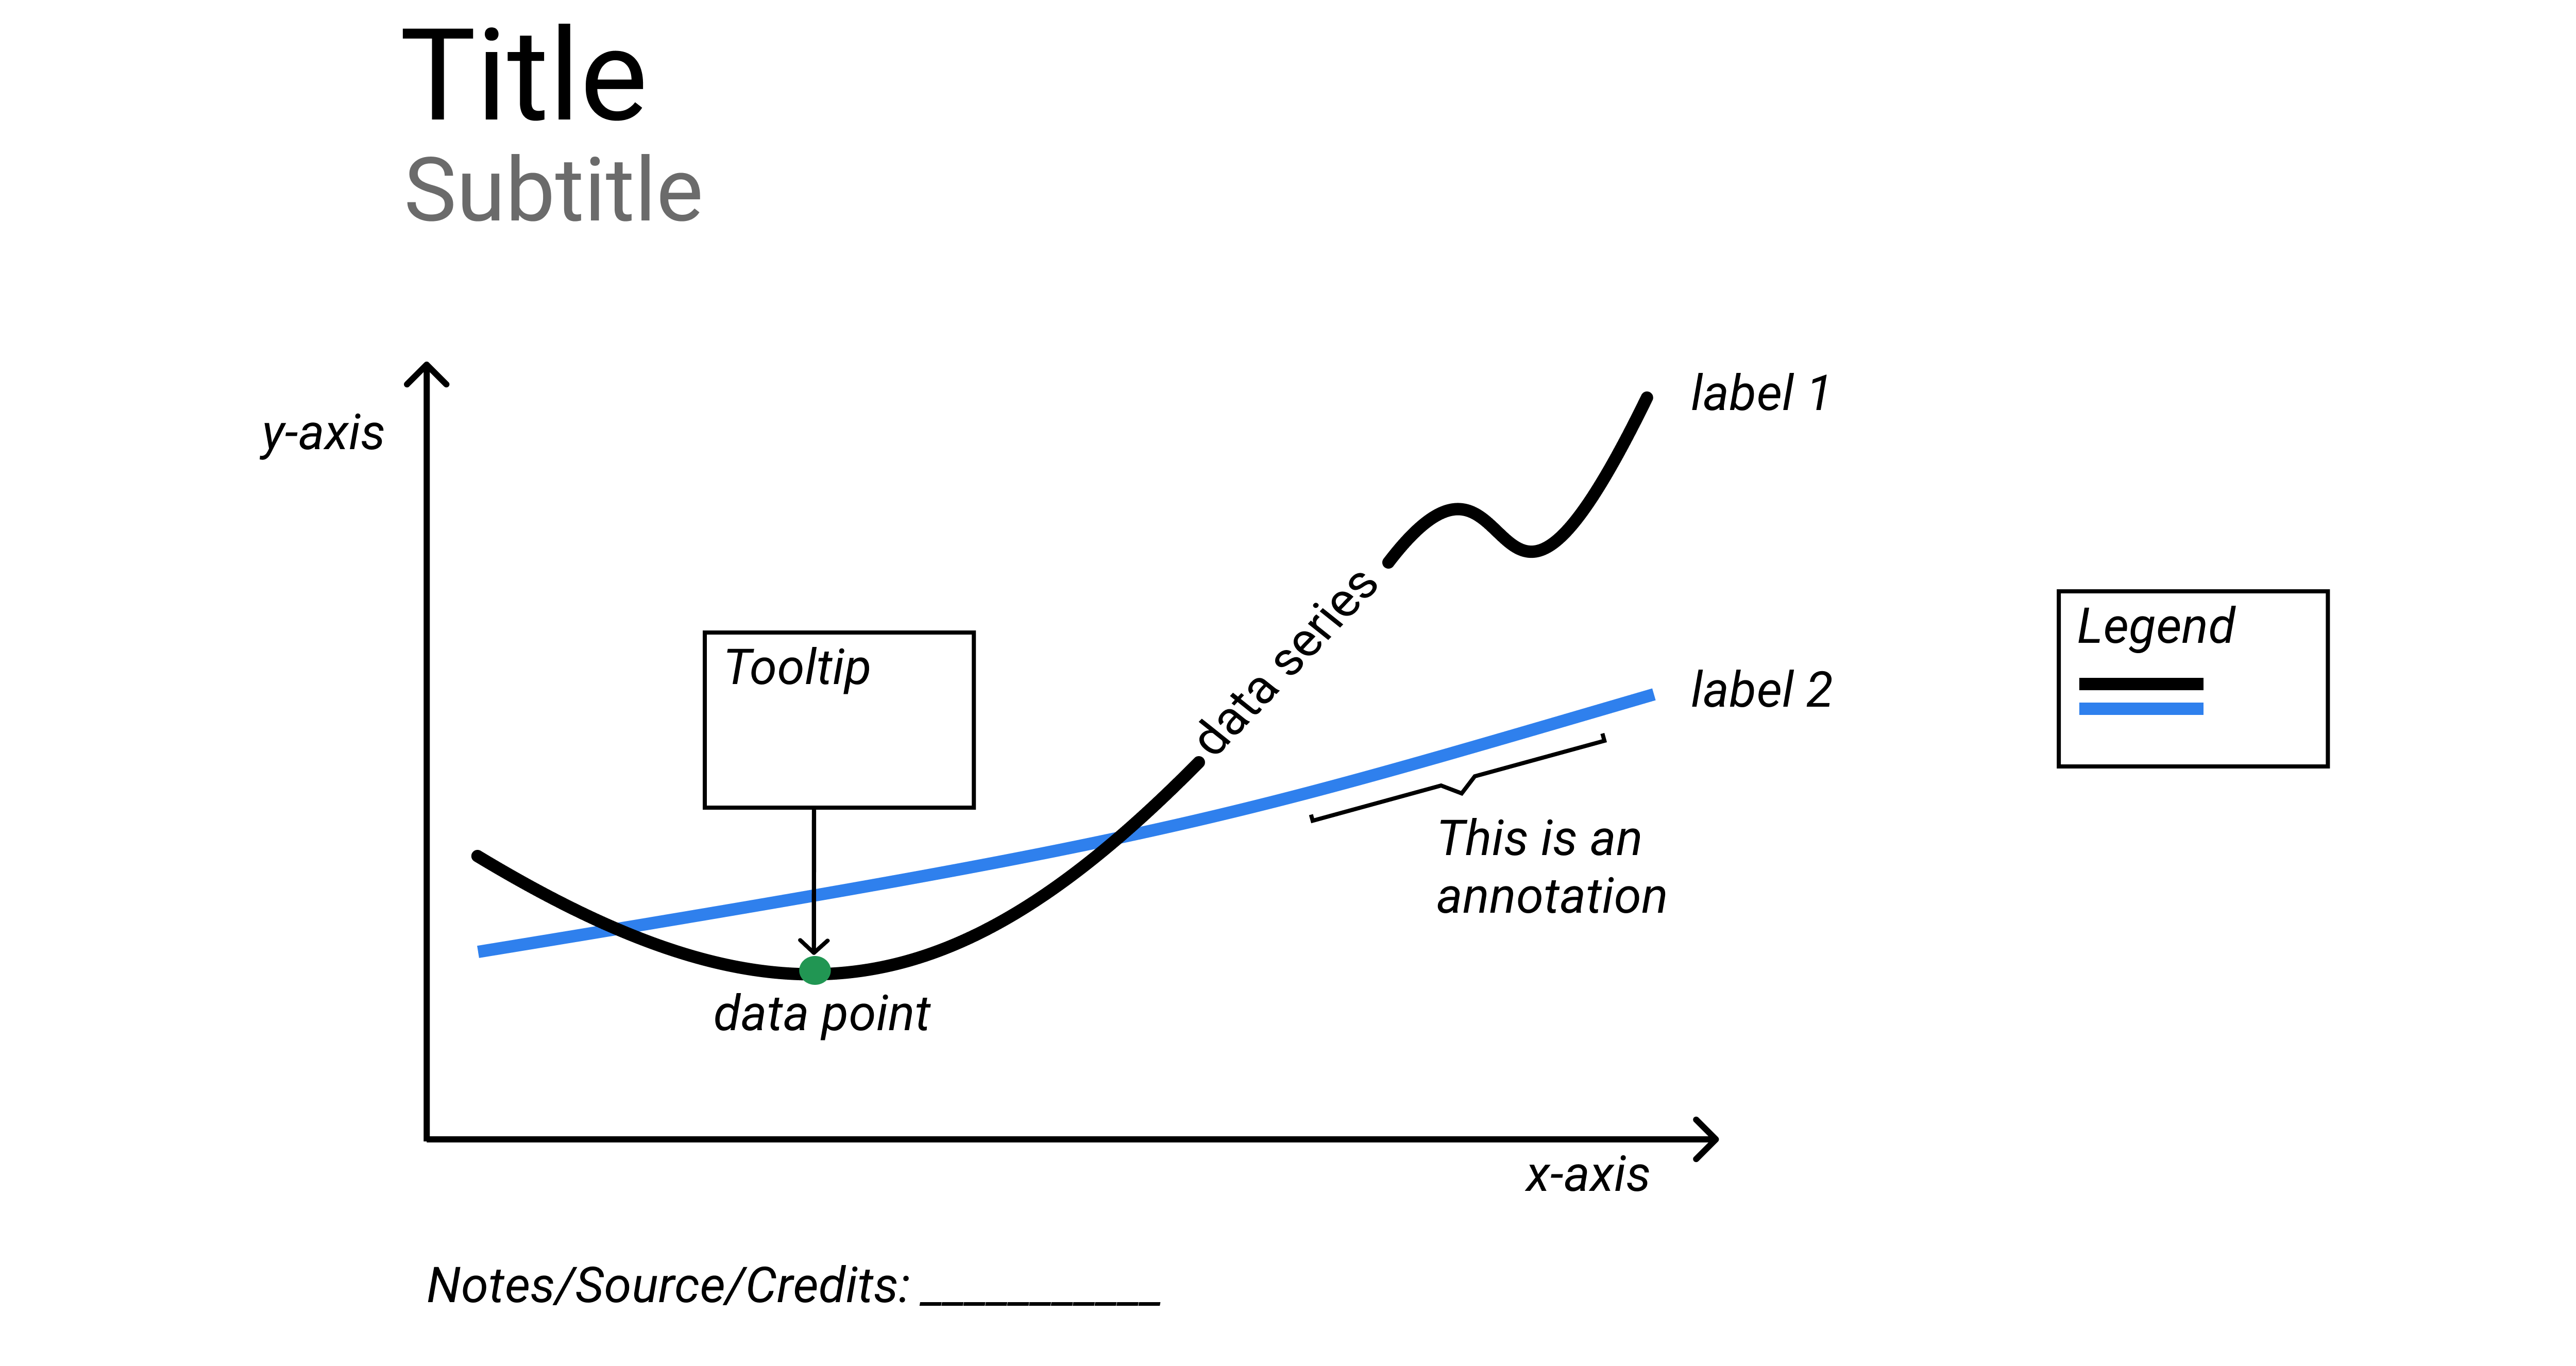 Title
Subtitle
y-axis
label 1
data series
Tooltip
label 2
Legend
This is an
annotation
data point
x-axis
Notes/Source/Credits: __________